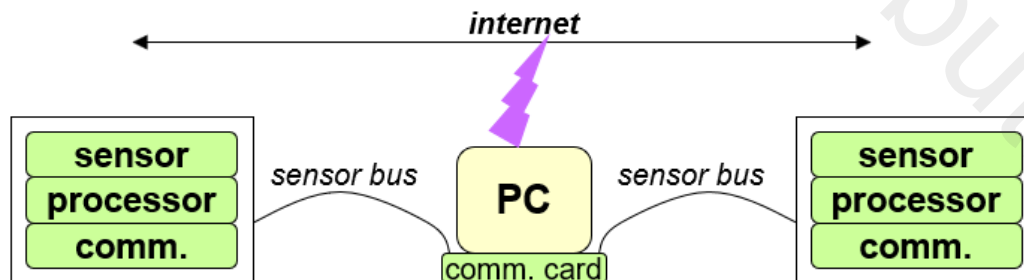 internet
sensor
processor
comm.
sensor bus
PC
comm. card
sensor bus
sensor
processor
comm.